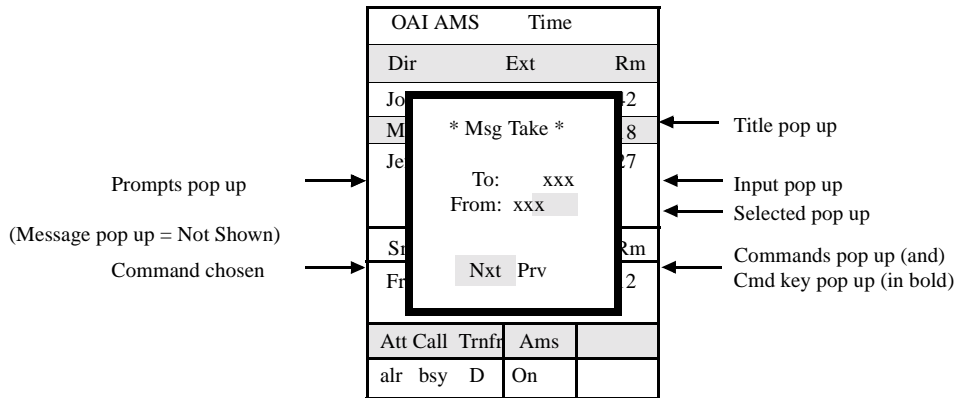 OAI AMS Time
Dir Ext Rm
Jo 42
* Msg Take *
M 18
Title pop up
Je 27
Prompts pop up
To: xxx
Input pop up
From: xxx
Selected pop up
(Message pop up = Not Shown)
Sr Rm
Commands pop up (and)
Command chosen
Nxt Prv
Cmd key pop up (in bold)
Fr 12
Att Call Trnfr Ams
alr bsy D On